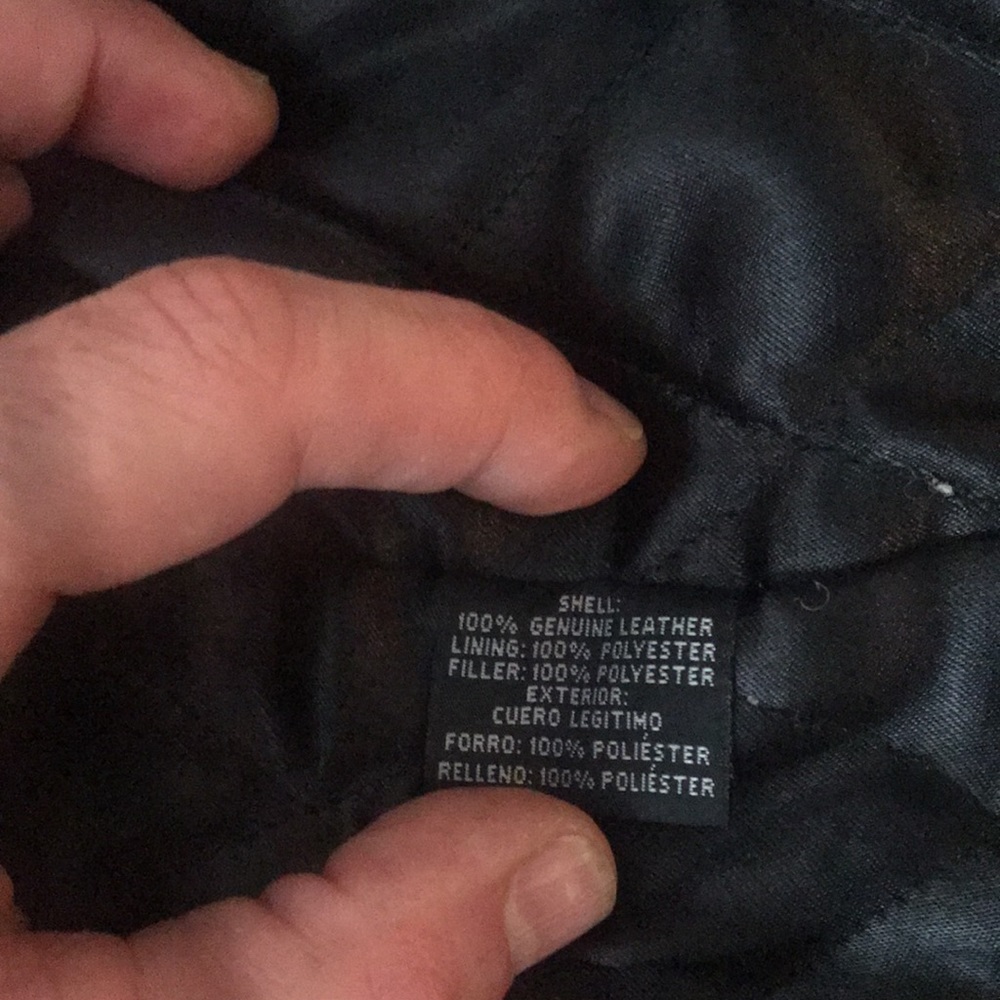 SHELL:
100% GENUINE LEATHER
LINING: 100% POLYESTER
FILLER: 100% POLYESTER
EXTERIOR:
CUERO LEGITIMO
FORRO: 100% POLIÉSTER
RELLENO: 100% POLIÉSTER